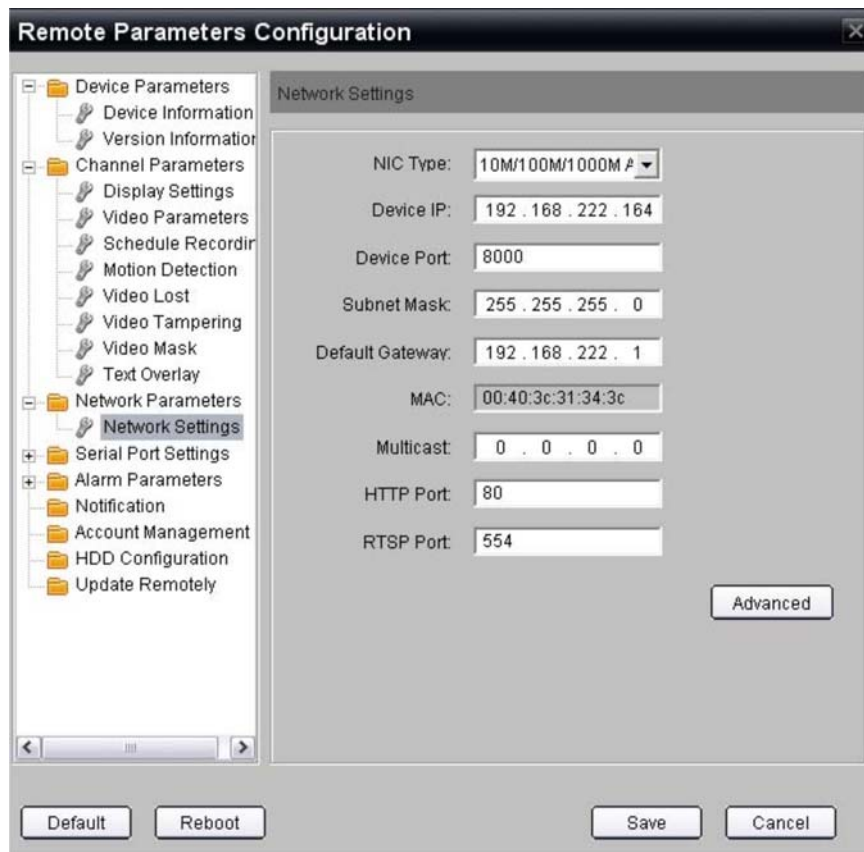 Remote Parameters Configuration
Device Parameters
Device Information
Version Information
Channel Parameters
Display Settings
Video Parameters
Schedule Recordin
Motion Detection
Video Lost
Video Tampering
Video Mask
Text Overlay
Network Parameters
Network Settings
Serial Port Settings
Alarm Parameters
Notification
Account Management
HDD Configuration
Update Remotely
Network Settings
NIC Type: 10M/100M/1000M A
Device IP: 192 . 168 . 222 . 164
Device Port: 8000
Subnet Mask: 255 . 255 . 255 . 0
Default Gateway: 192 . 168 . 222 . 1
MAC: 00:40:3c:31:34:3c
Multicast: 0 . 0 . 0 . 0
HTTP Port: 80
RTSP Port: 554
Advanced
Default
Reboot
Save
Cancel